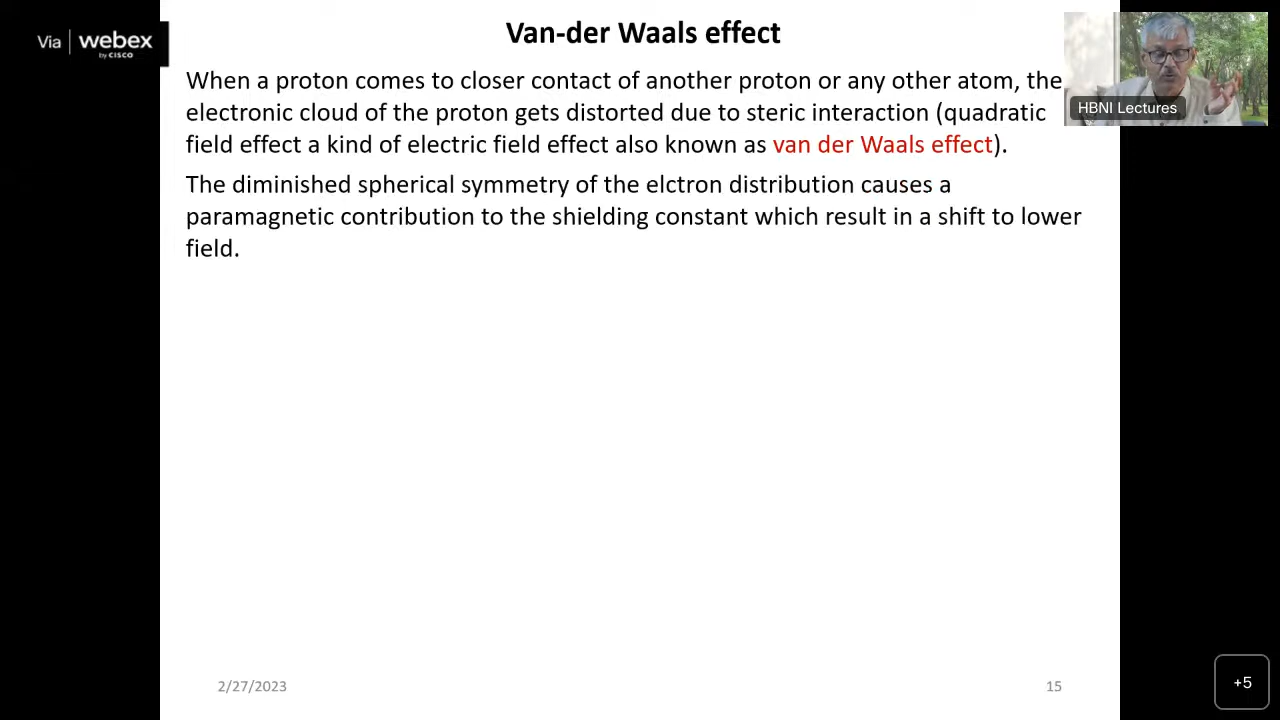 Via | webex
by CISCO
Van-der Waals effect
When a proton comes to closer contact of another proton or any other atom, the
electronic cloud of the proton gets distorted due to steric interaction (quadratic
field effect a kind of electric field effect also known as van der Waals effect).
The diminished spherical symmetry of the elctron distribution causes a
paramagnetic contribution to the shielding constant which result in a shift to lower
field.
HBNI Lectures
2/27/2023
15
+5